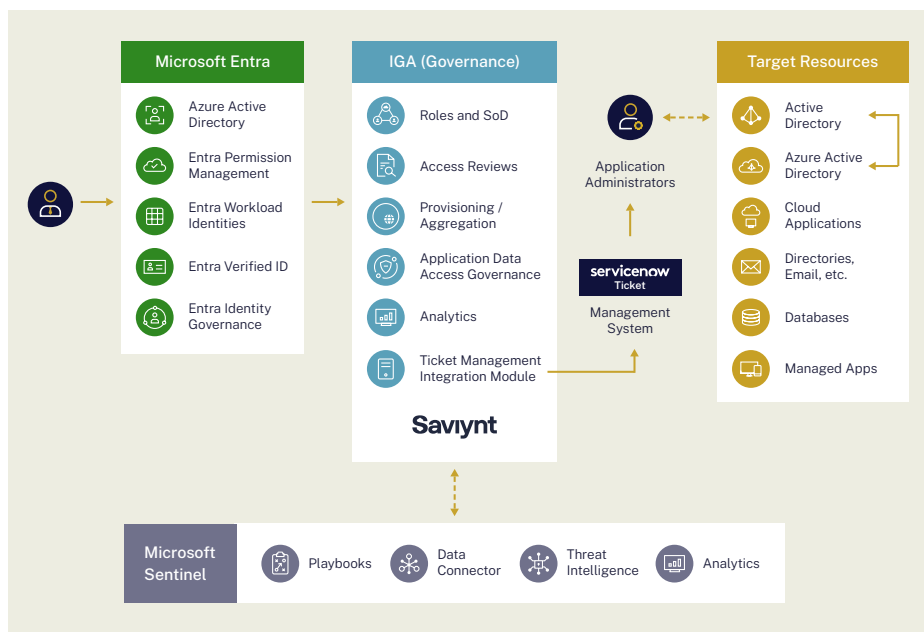 Microsoft Entra
Azure Active
Directory
Entra Permission
Management
Entra Workload
Identities
Entra Verified ID
Entra Identity
Governance
IGA (Governance)
Roles and SoD
Access Reviews
Provisioning /
Aggregation
Application Data
Access Governance
Analytics
Ticket Management
Integration Module
Saviynt
Application
Administrators
servicenow
Ticket
Management
System
Target Resources
Active
Directory
Azure Active
Directory
Cloud
Applications
Directories,
Email, etc.
Databases
Managed Apps
Microsoft
Sentinel
Playbooks
Data
Connector
Threat
Intelligence
Analytics